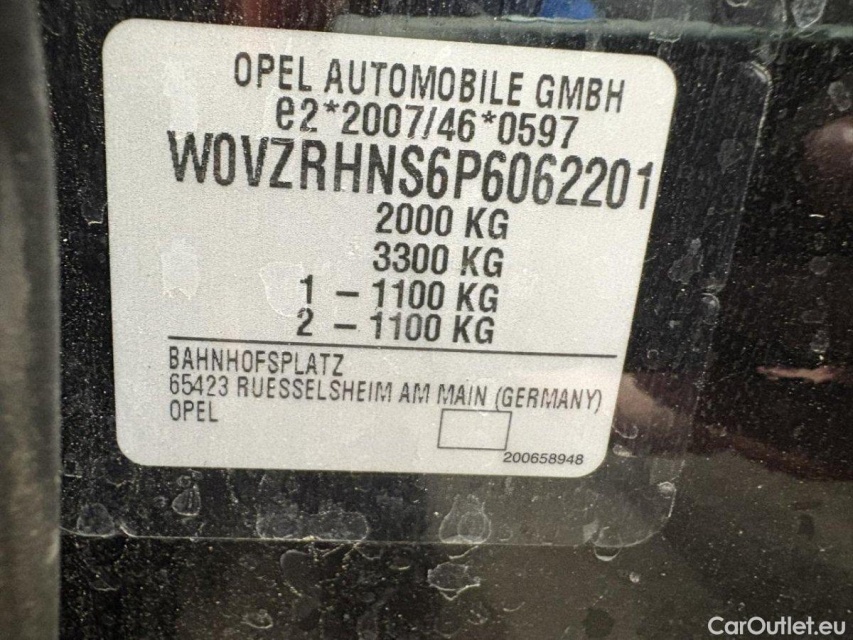 OPEL AUTOMOBILE GMBH
e2*2007/46*0597
W0VZRHNS6P6062201
2000 KG
3300 KG
1 - 1100 KG
2 - 1100 KG
BAHNHOFSPLATZ
65423 RUESSELSHEIM AM MAIN (GERMANY)
OPEL
200658948
CarOutlet.eu